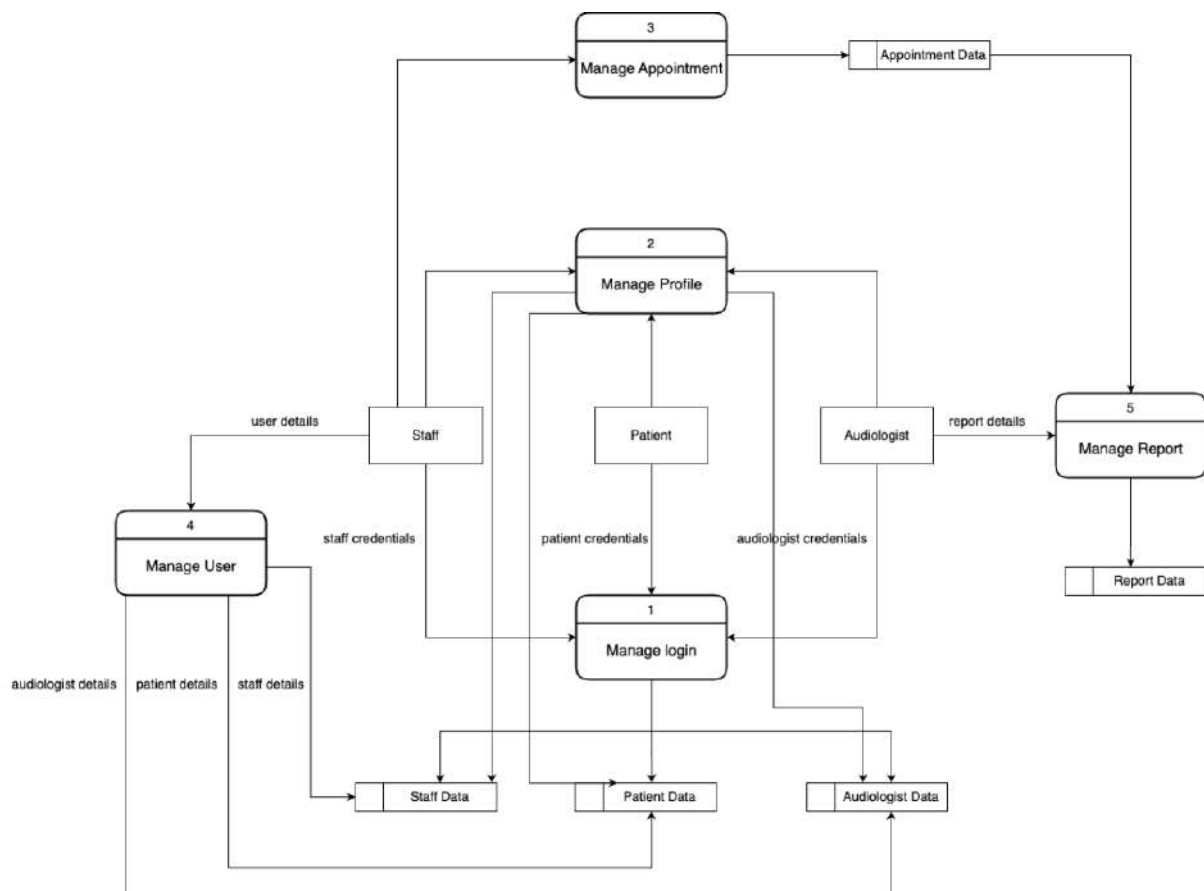 3
Manage Appointment
Appointment Data
2
Manage Profile
user details
Staff
Patient
Audiologist
report details
5
Manage Report
4
Manage User
staff credentials
patient credentials
audiologist credentials
Report Data
1
Manage login
audiologist details
patient details
staff details
Staff Data
Patient Data
Audiologist Data